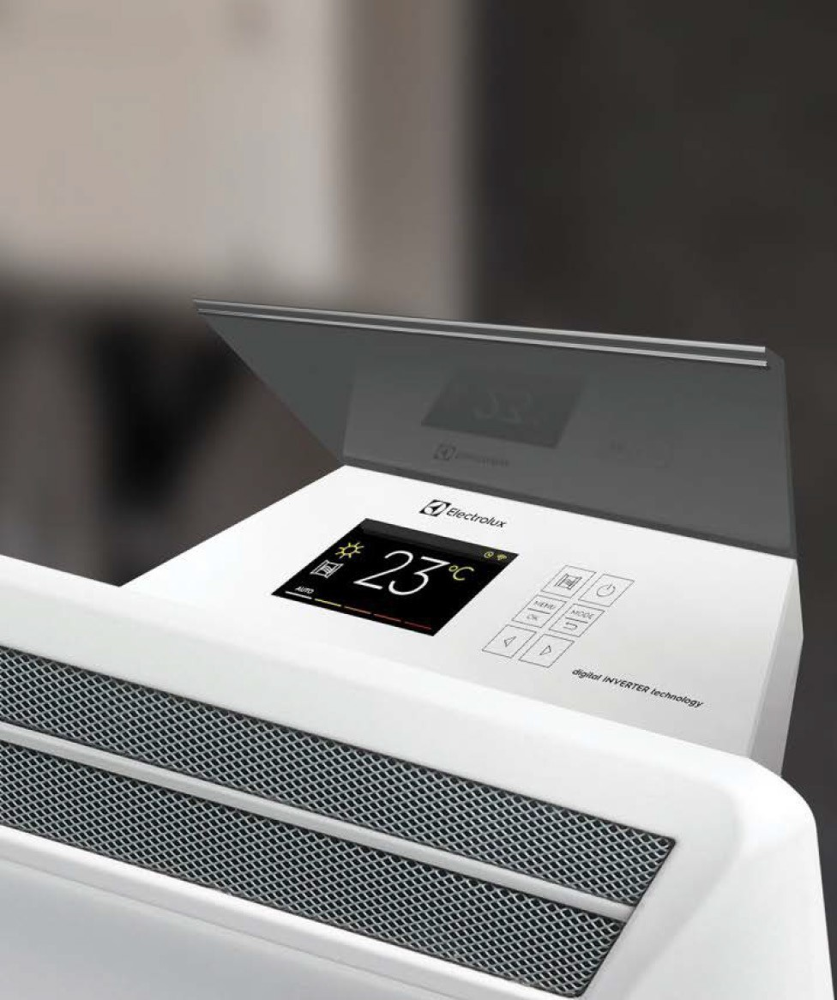 Electrolux
23°C
AUTO
MENU
OK
MODE
digital INVERTER technology